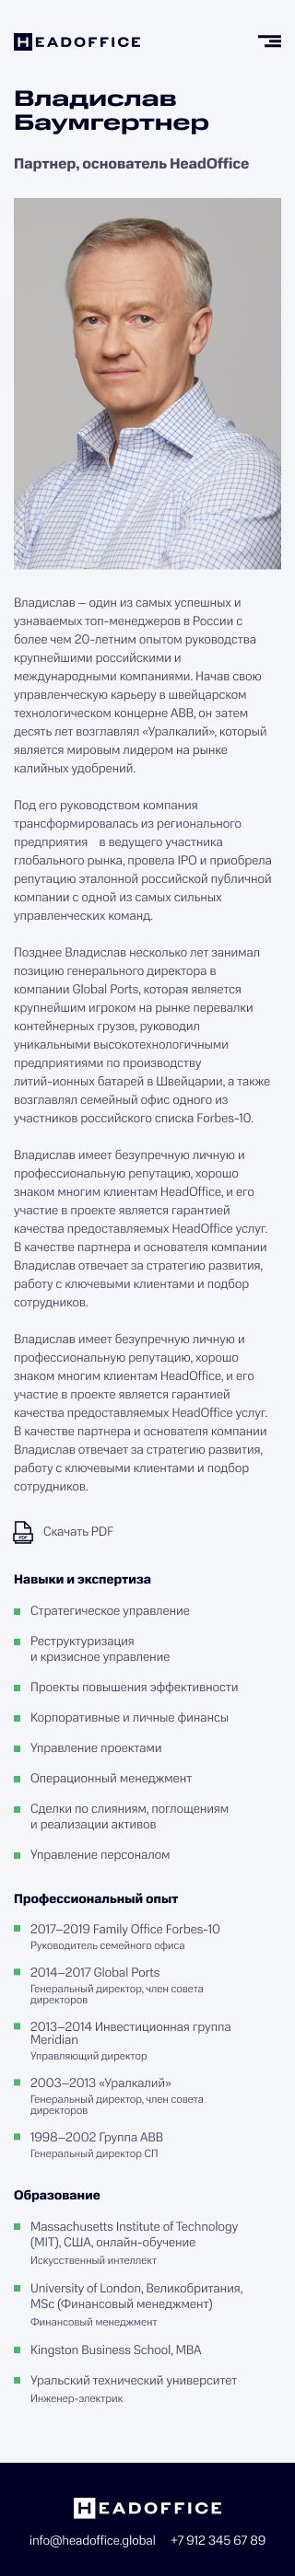 HEADOFFICE
Владислав
Баумгертнер
Партнер, основатель HeadOffice
Владислав – один из самых успешных и
узнаваемых топ-менеджеров в России с
более чем 20-летним опытом руководства
крупнейшими российскими и
международными компаниями. Начав свою
управленческую карьеру в швейцарском
технологическом концерне ABB, он затем
десять лет возглавлял «Уралкалий», который
является мировым лидером на рынке
калийных удобрений.
Под его руководством компания
трансформировалась из регионального
предприятия в ведущего участника
глобального рынка, провела IPO и приобрела
репутацию эталонной российской публичной
компании с одной из самых сильных
управленческих команд.
Позднее Владислав несколько лет занимал
позицию генерального директора в
компании Global Ports, которая является
крупнейшим игроком на рынке перевалки
контейнерных грузов, руководил
уникальными высокотехнологичными
предприятиями по производству
литий-ионных батарей в Швейцарии, а также
возглавлял семейный офис одного из
участников российского списка Forbes-10.
Владислав имеет безупречную личную и
профессиональную репутацию, хорошо
знаком многим клиентам HeadOffice, и его
участие в проекте является гарантией
качества предоставляемых HeadOffice услуг.
В качестве партнера и основателя компании
Владислав отвечает за стратегию развития,
работу с ключевыми клиентами и подбор
сотрудников.
Владислав имеет безупречную личную и
профессиональную репутацию, хорошо
знаком многим клиентам HeadOffice, и его
участие в проекте является гарантией
качества предоставляемых HeadOffice услуг.
В качестве партнера и основателя компании
Владислав отвечает за стратегию развития,
работу с ключевыми клиентами и подбор
сотрудников.
PDF Скачать PDF
Навыки и экспертиза
Стратегическое управление
Реструктуризация
и кризисное управление
Проекты повышения эффективности
Корпоративные и личные финансы
Управление проектами
Операционный менеджмент
Сделки по слияниям, поглощениям
и реализации активов
Управление персоналом
Профессиональный опыт
2017–2019 Family Office Forbes-10
Руководитель семейного офиса
2014–2017 Global Ports
Генеральный директор, член совета
директоров
2013–2014 Инвестиционная группа
Meridian
Управляющий директор
2003–2013 «Уралкалий»
Генеральный директор, член совета
директоров
1998–2002 Группа ABB
Генеральный директор СП
Образование
Massachusetts Institute of Technology
(MIT), США, онлайн-обучение
Искусственный интеллект
University of London, Великобритания,
MSc (Финансовый менеджмент)
Финансовый менеджмент
Kingston Business School, MBA
Уральский технический университет
Инженер-электрик
HEADOFFICE
info@headoffice.global +7 912 345 67 89